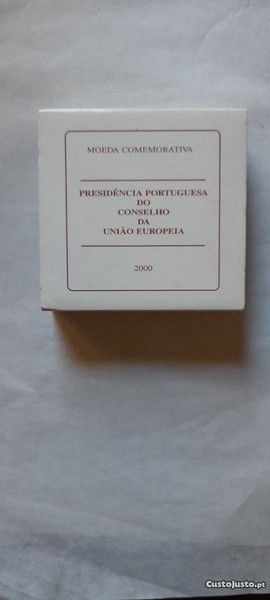 MOEDA COMEMORATIVA
PRESIDÊNCIA PORTUGUESA
DO
CONSELHO
DA
UNIÃO EUROPEIA
2000
CustoJusto.pt